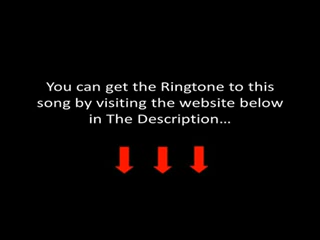 You can get the Ringtone to this
song by visiting the website below
in The Description...